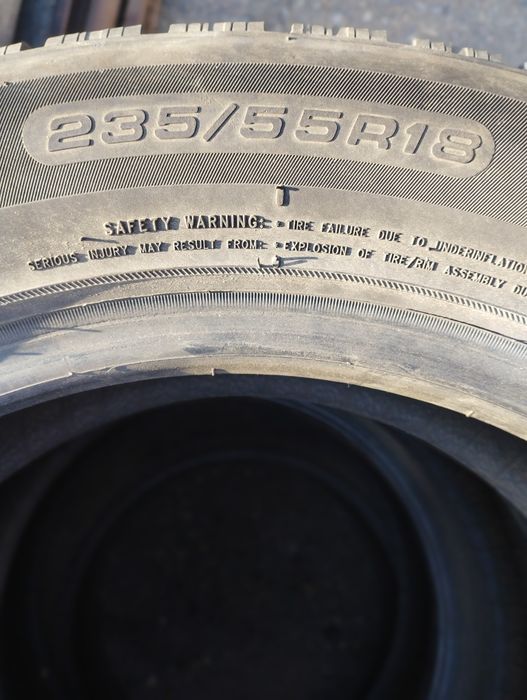 235/55R18
SAFETY WARNING: • TIRE FAILURE DUE TO UNDERINFLATIO
SERIOUS INJURY MAY RESULT FROM: • EXPLOSION OF TIRE/RIM ASSEMBLY DU